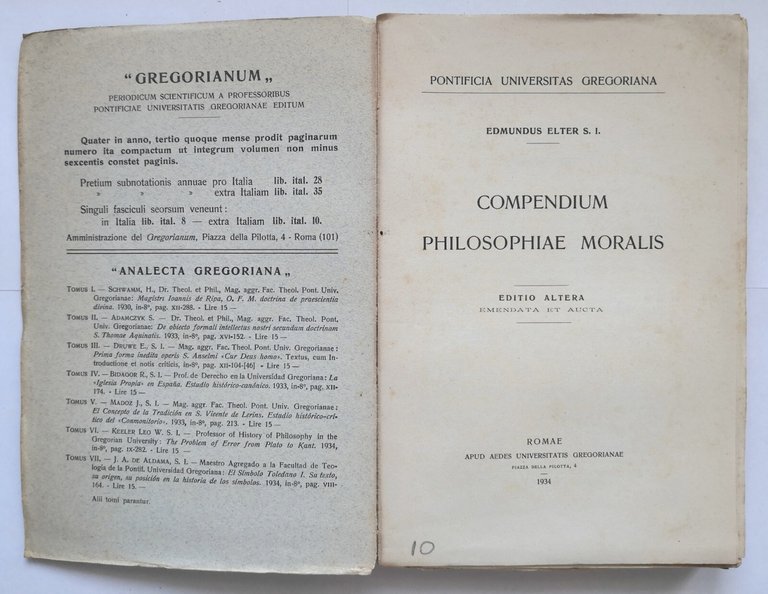 “GREGORIANUM„
PERIODICUM SCIENTIFICUM A PROFESSORIBUS
PONTIFICIAE UNIVERSITATIS GREGORIANAE EDITUM
Quater in anno, tertio quoque mense prodit paginarum
numero ita compactum ut integrum volumen non minus
sexcentis constet paginis.
Pretium subnotationis annuae pro Italia lib. ital. 28
» » » extra Italiam lib. ital. 35
Singuli fasciculi seorsum veneunt:
in Italia lib. ital. 8 — extra Italiam lib. ital. 10.
Amministrazione del Gregorianum, Piazza della Pilotta, 4 - Roma (101)
“ANALECTA GREGORIANA„
TOMUS I. — SCHWAMM, H., Dr. Theol. et Phil., Mag. aggr. Fac. Theol. Pont. Univ.
Gregorianae: Magistri Ioannis de Ripa, O. F. M. doctrina de praescientia
divina. 1930, in-8º, pag. XII-288. - Lire 15 —
TOMUS II. — ADAMCZYK S. - Dr. Theol. et Phil., Mag. aggr. Fac. Theol. Pont.
Univ. Gregorianae: De obiecto formali intellectus nostri secundum doctrinam
S. Thomae Aquinatis. 1933, in-8º, pag. XVI-152. - Lire 15 —
TOMUS III. — DRUWE E., S. I. — Mag. aggr. Fac. Theol. Pont. Univ. Gregorianae:
Prima forma inedita operis S. Anselmi «Cur Deus homo». Textus, cum In-
troductione et notis criticis, in-8º, pag. XII-104-[46] - Lire 15 —
TOMUS IV. — BIDAGOR R., S. I. — Prof. de Derecho en la Universidad Gregoriana: La
«Iglesia Propia» en España. Estudio histórico-canónico. 1933, in-8º, pag. XII-
174. - Lire 15 —
TOMUS V. — MADOZ J., S. I. — Mag. aggr. Fac. Theol. Pont. Univ. Gregorianae:
El Concepto de la Tradición en S. Vicente de Lerins. Estudio histórico-crí-
tico del «Conmonitorio». 1933, in-8º, pag. 213. - Lire 15 —
TOMUS VI. — KEELER LEO W. S. I. — Professor of History of Philosophy in the
Gregorian University: The Problem of Error from Plato to Kant. 1934,
in-8º, pag. IX-282. - Lire 15 —
TOMUS VII. — J. A. DE ALDAMA, S. I. — Maestro Agregado a la Facultad de Teo-
logía de la Pontif. Universidad Gregoriana: El Símbolo Toledano I. Su texto,
su origen, su posición en la historia de los símbolos. 1934, in-8º, pag. VIII-
164. - Lire 15 —
Alii tomi parantur.
PONTIFICIA UNIVERSITAS GREGORIANA
EDMUNDUS ELTER S. I.
COMPENDIUM
PHILOSOPHIAE MORALIS
EDITIO ALTERA
EMENDATA ET AUCTA
ROMAE
APUD AEDES UNIVERSITATIS GREGORIANAE
PIAZZA DELLA PILOTTA, 4
1934
10